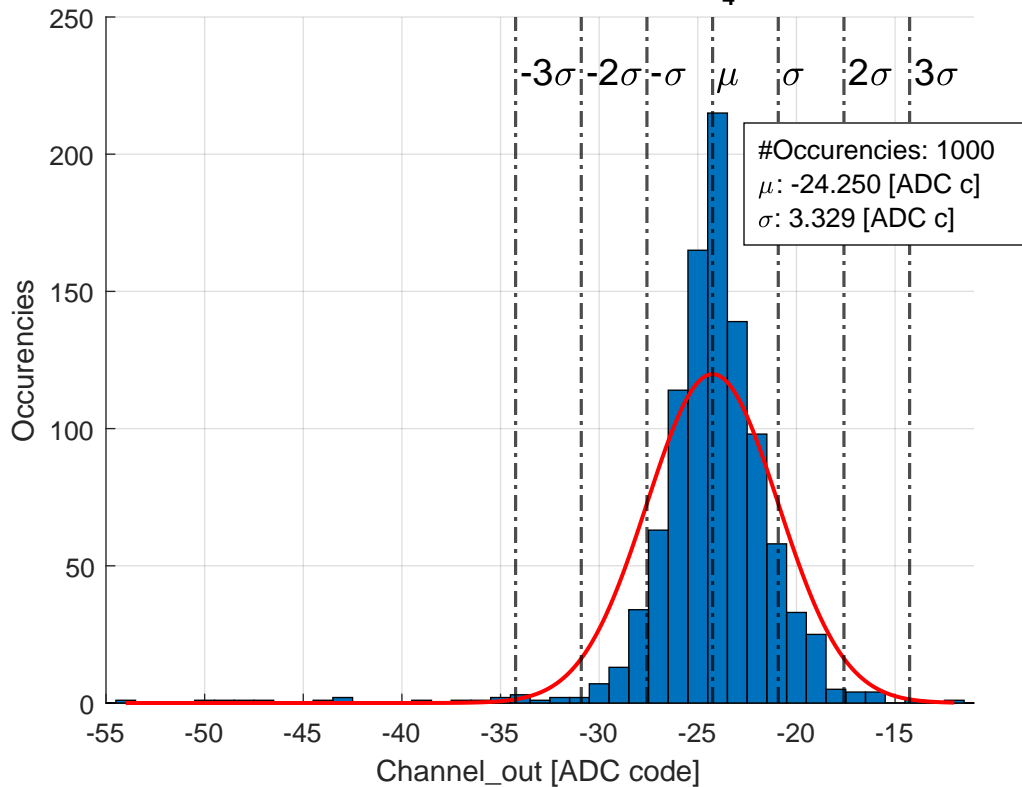 4
250
200
150
100
50
0
-3σ -2σ -σ μ σ 2σ 3σ
#Occurencies: 1000
μ: -24.250 [ADC c]
σ: 3.329 [ADC c]
Occurencies
-55 -50 -45 -40 -35 -30 -25 -20 -15
Channel_out [ADC code]